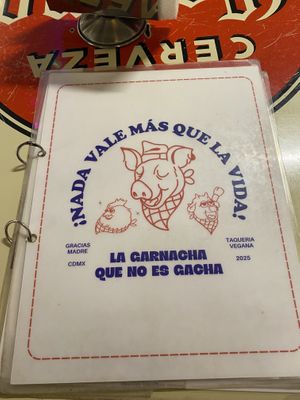 CERVEZA
¡NADA VALE MÁS QUE LA VIDA!
GRACIAS
MADRE
CDMX
TAQUERIA
VEGANA
2025
LA GARNACHA
QUE NO ES GACHA